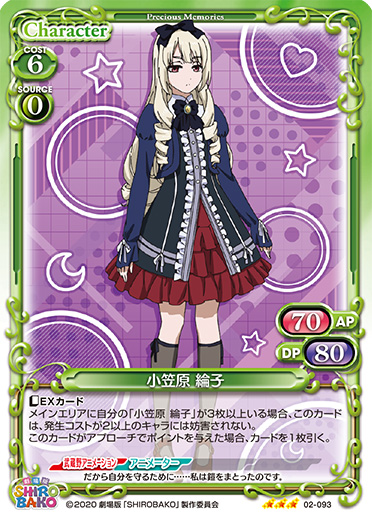 Precious Memories
Character
COST
6
SOURCE
0
70 AP
DP 80
小笠原 綸子
EXカード
メインエリアに自分の「小笠原 綸子」が3枚以上いる場合、このカード
は、発生コストが2以上のキャラには妨害されない。
このカードがアプローチでポイントを与えた場合、カードを1枚引く。
武蔵野アニメーション アニメーター
だから自分を守るために……私は鎧をまとったのです。
劇場版
SHIROBAKO
©2020 劇場版「SHIROBAKO」製作委員会
02-093